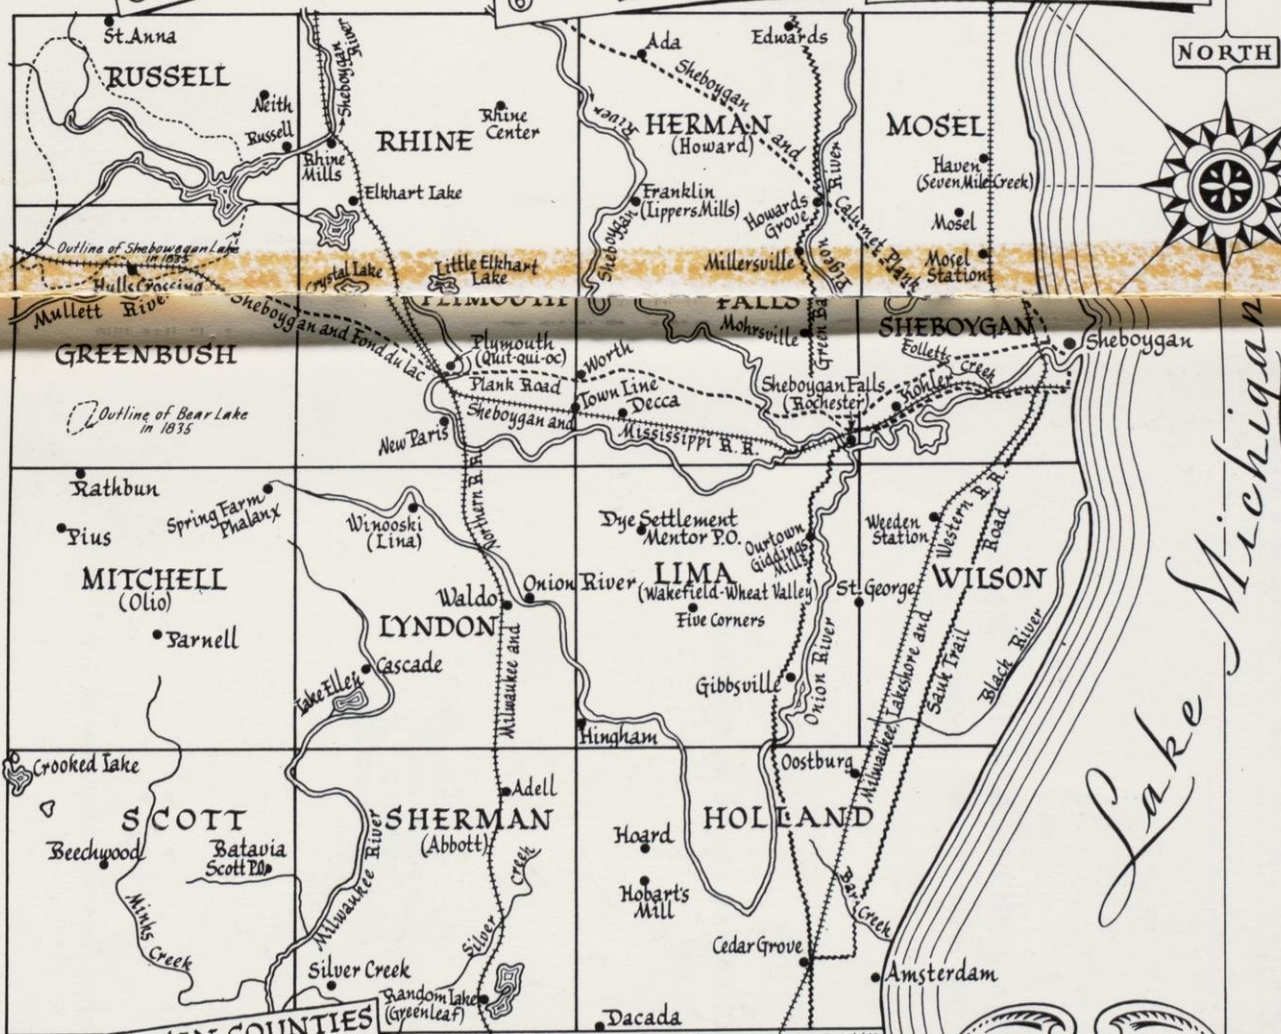 St. Anna
RUSSELL
Neith
Russell
Sheboygan River
RHINE
Rhine
Center
Rhine
Mills
Elkhart Lake
Ada
Edwards
Sheboygan and Calumet Plank
River
HERMAN
(Howard)
MOSEL
Haven
(Seven Mile Creek)
Mosel
Mosel
Station
NORTH
Franklin
(Lippers Mills)
Howards
Grove
Millersville
Sheboygan
Pigeon River
Outline of Shebowegan Lake
in 1835
Hulls Crossing
Crystal Lake
Little Elkhart
Lake
Mullett River
PLYMOUTH
FALLS
Mohrsville
Green Ba
SHEBOYGAN
Sheboygan
GREENBUSH
Sheboygan and Fond du Lac
Plank Road
Plymouth
(Quit-qui-oc)
Worth
Town Line
Decca
Sheboygan and
Mississippi R.R.
Sheboygan Falls
(Rochester)
Kohler
Folletts Creek
Outline of Bear Lake
in 1835
New Paris
Rathbun
Pius
Spring Farm
Phalanx
Winooski
(Lina)
Northern R.R.
Dye Settlement
Mentor P.O.
Ourtown
Giddings
Mills
Weeden
Station
Western R.R.
Road
MITCHELL
(Olio)
Parnell
Waldo
Onion River
LYNDON
LIMA
(Wakefield-Wheat Valley)
Five Corners
St. George
WILSON
Cascade
Lake Ellen
Milwaukee and
Gibbsville
Onion River
Milwaukee, Lakeshore and
Sauk Trail
Black River
Lake Michigan
Hingham
Crooked Lake
SCOTT
Beechwood
Batavia
Scott P.O.
Minks
Creek
Milwaukee River
Adell
SHERMAN
(Abbott)
Silver Creek
Silver Creek
Random Lake
(Greenleaf)
Oostburg
HOLLAND
Hoard
Hobart's
Mill
Bar Creek
Cedar Grove
Amsterdam
Dacada
COUNTIES